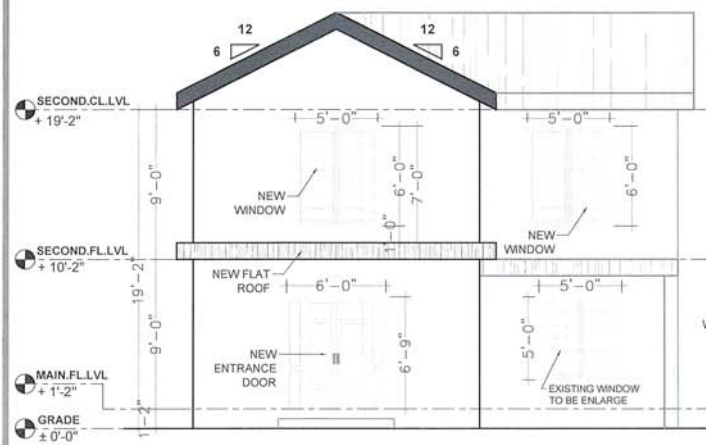 12
6
12
6
SECOND.CL.LVL
+ 19'-2"
5'-0"
5'-0"
9'-0"
NEW
WINDOW
6'-0"
7'-0"
1'-0"
NEW
WINDOW
6'-0"
SECOND.FL.LVL
+ 10'-2"
19'-2"
NEW FLAT
ROOF
6'-0"
5'-0"
9'-0"
NEW
ENTRANCE
DOOR
6'-9"
5'-0"
EXISTING WINDOW
TO BE ENLARGE
MAIN.FL.LVL
+ 1'-2"
1'-2"
GRADE
± 0'-0"